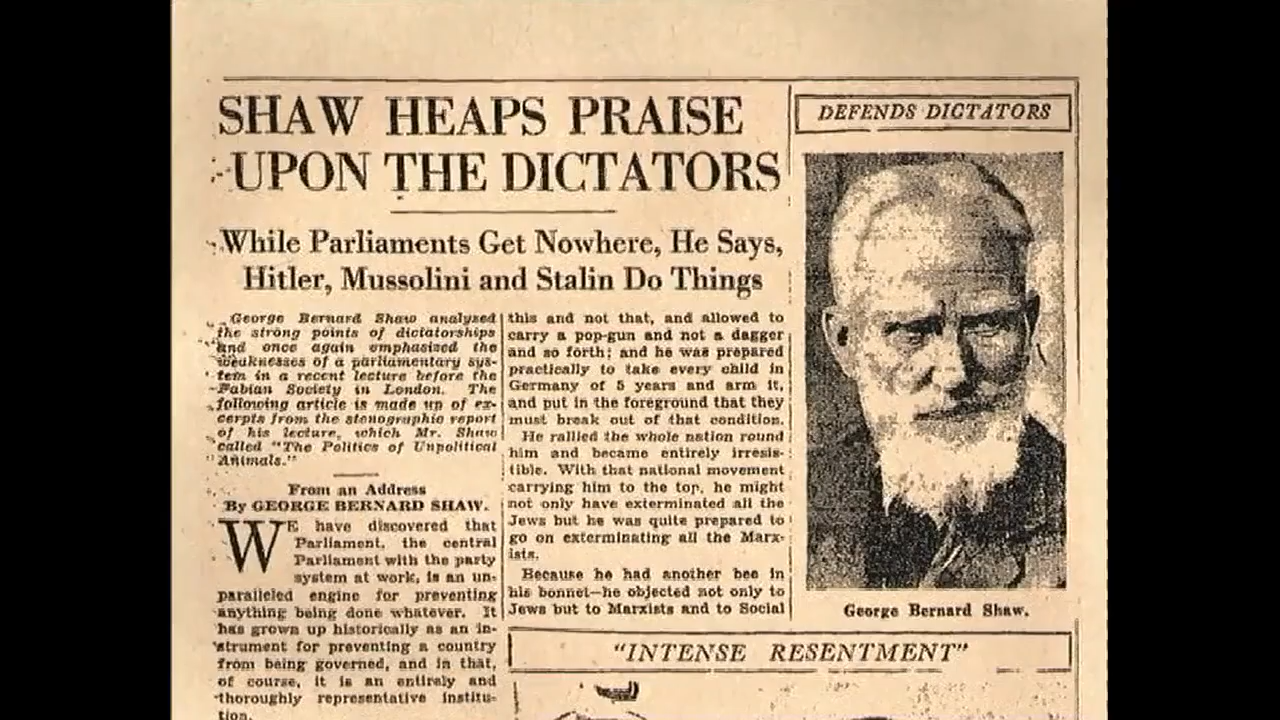 SHAW HEAPS PRAISE
UPON THE DICTATORS
While Parliaments Get Nowhere, He Says,
Hitler, Mussolini and Stalin Do Things
George Bernard Shaw analyzed
the strong points of dictatorships
and once again emphasized the
weaknesses of a parliamentary sys-
tem in a recent lecture before the
Fabian Society in London. The
following article is made up of ex-
cerpts from the stenographic report
of his lecture, which Mr. Shaw
called "The Politics of Unpolitical
Animals."
From an Address
By GEORGE BERNARD SHAW.
WE have discovered that
Parliament, the central
Parliament with the party
system at work, is an un-
paralleled engine for preventing
anything being done whatever. It
has grown up historically as an in-
strument for preventing a country
from being governed, and in that,
of course, it is an entirely and
thoroughly representative institu-
tion.
this and not that, and allowed to
carry a pop-gun and not a dagger
and so forth; and he was prepared
practically to take every child in
Germany of 5 years and arm it,
and put in the foreground that they
must break out of that condition.
He rallied the whole nation round
him and became entirely irresis-
tible. With that national movement
carrying him to the top, he might
not only have exterminated all the
Jews but he was quite prepared to
go on exterminating all the Marx-
ists.
Because he had another bee in
his bonnet—he objected not only to
Jews but to Marxists and to Social
DEFENDS DICTATORS
George Bernard Shaw.
"INTENSE RESENTMENT"